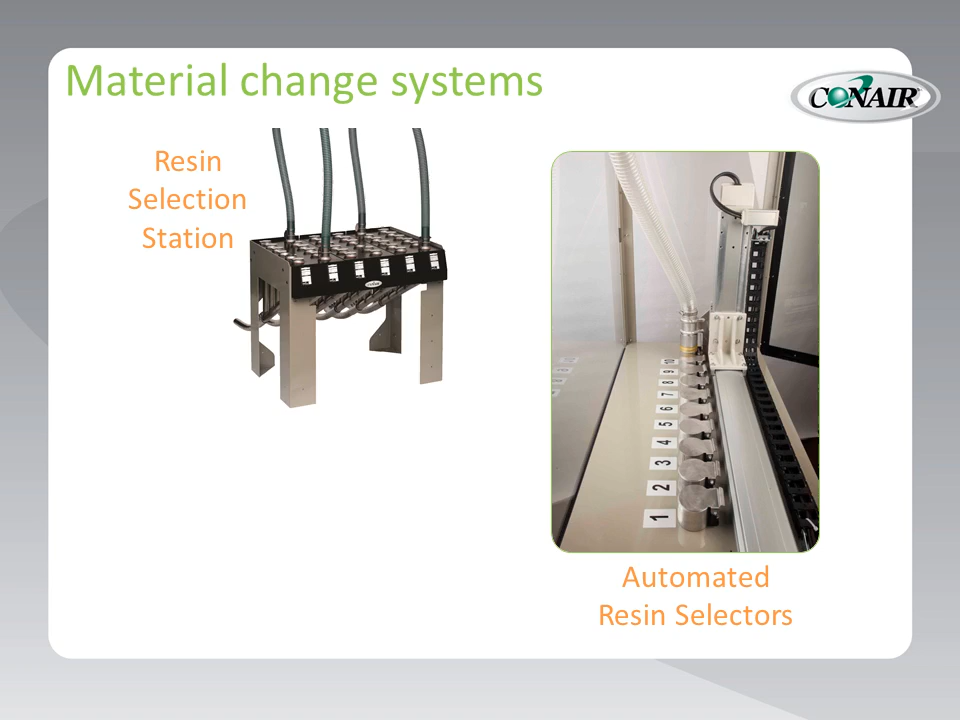 Material change systems
CONAIR
Resin
Selection
Station
CONAIR
10
9
8
7
6
5
4
3
2
1
Automated
Resin Selectors